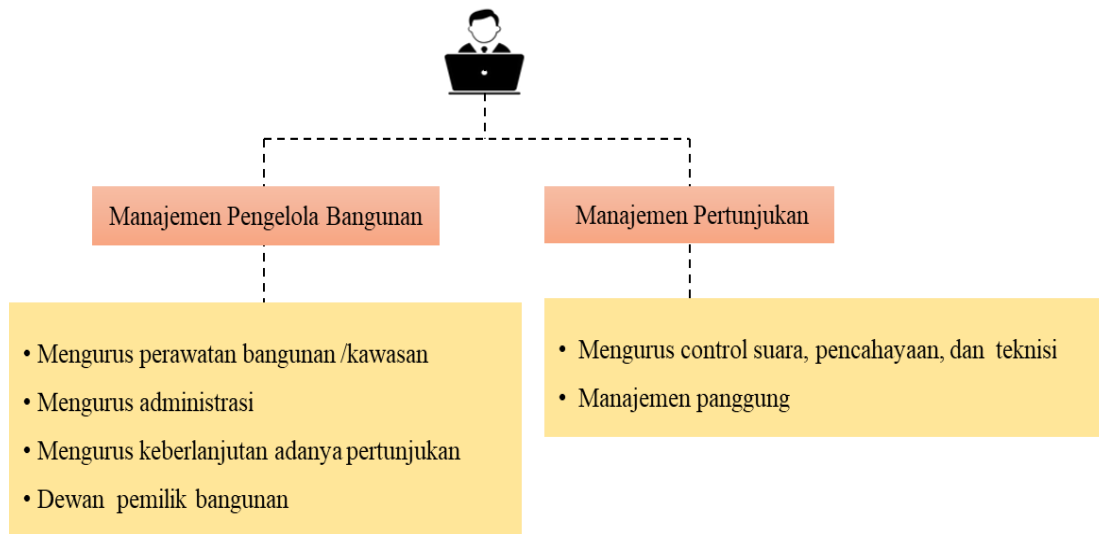 Manajemen Pengelola Bangunan
Manajemen Pertunjukan
• Mengurus perawatan bangunan /kawasan
• Mengurus administrasi
• Mengurus keberlanjutan adanya pertunjukan
• Dewan pemilik bangunan
• Mengurus control suara, pencahayaan, dan teknisi
• Manajemen panggung